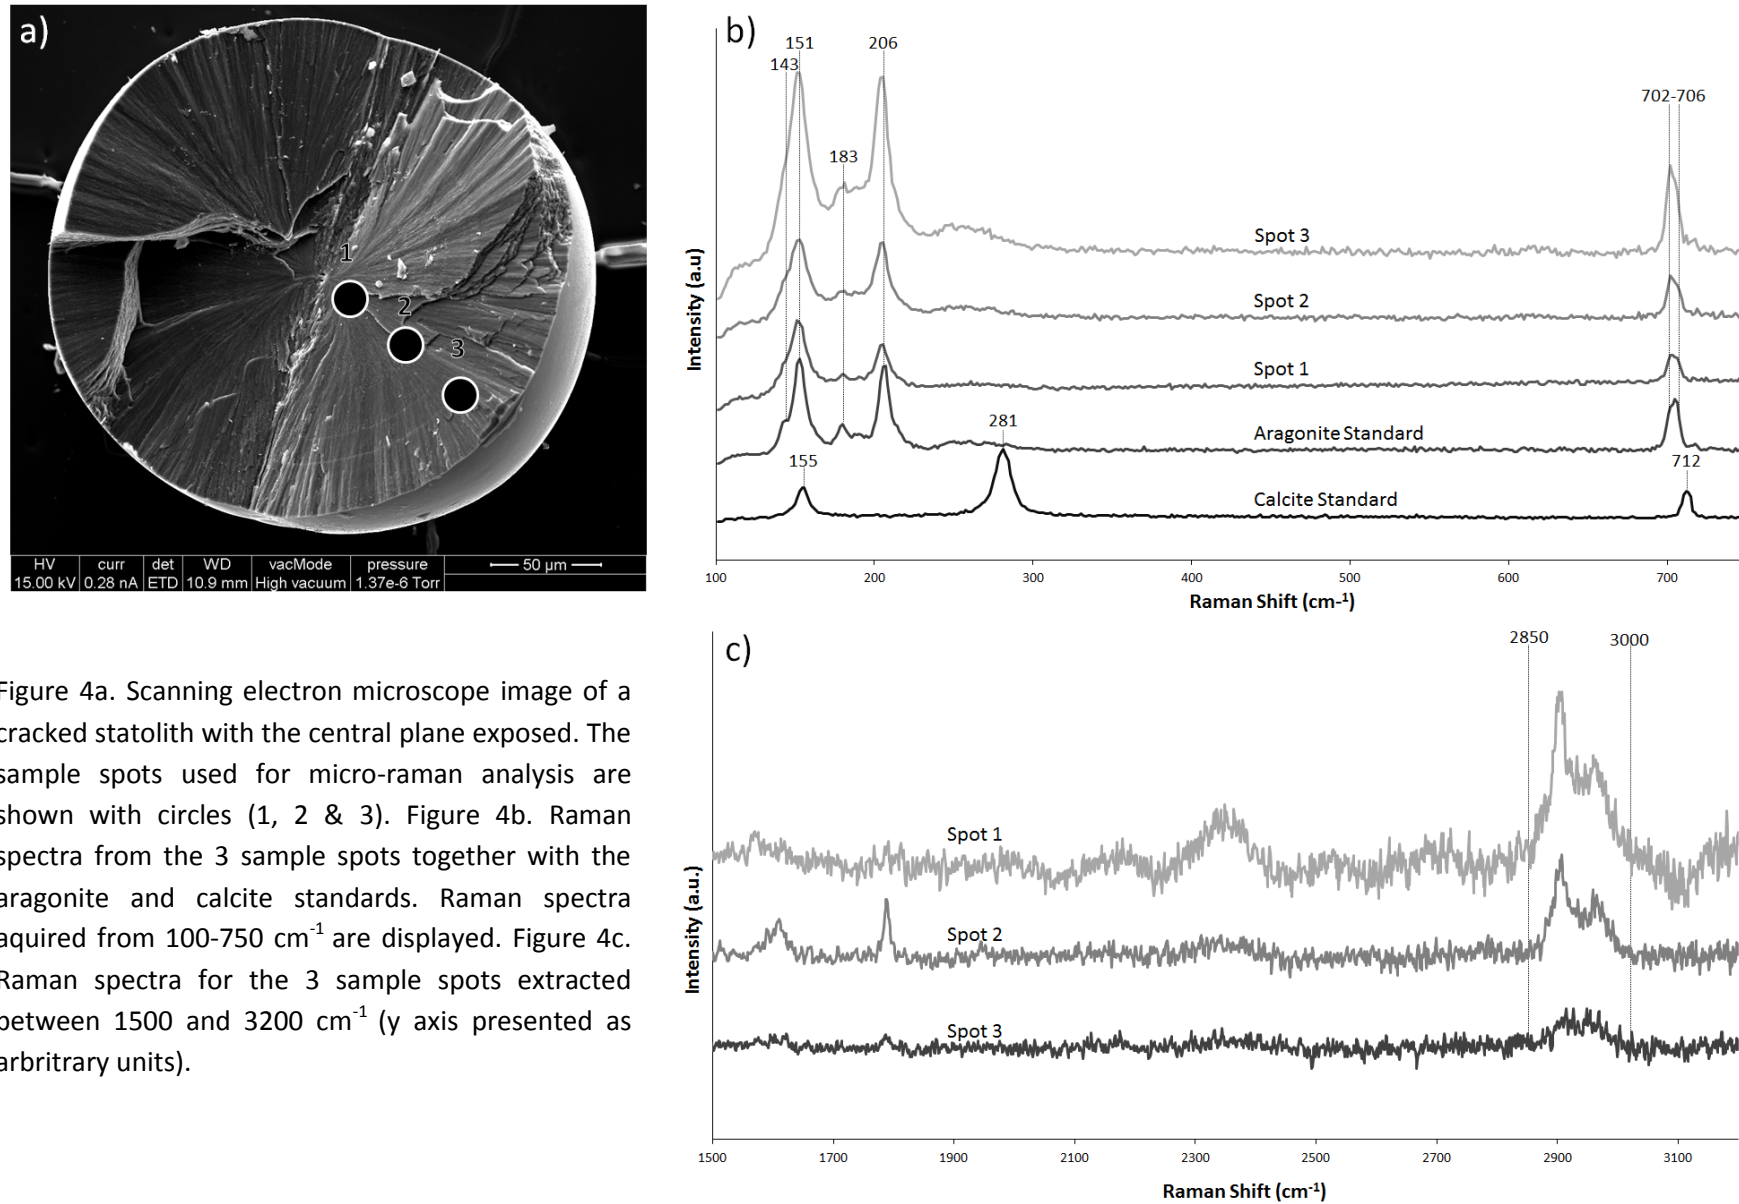 a)
1
2
3
HV curr det WD vacMode pressure 50 µm
15.00 kV 0.28 nA ETD 10.9 mm High vacuum 1.37e-6 Torr
b)
151 206
143
183
702-706
Spot 3
Spot 2
Spot 1
281
Aragonite Standard
155 712
Calcite Standard
Intensity (a.u)
100 200 300 400 500 600 700
Raman Shift (cm-1)
Figure 4a. Scanning electron microscope image of a
cracked statolith with the central plane exposed. The
sample spots used for micro-raman analysis are
shown with circles (1, 2 & 3). Figure 4b. Raman
spectra from the 3 sample spots together with the
aragonite and calcite standards. Raman spectra
aquired from 100-750 cm-1 are displayed. Figure 4c.
Raman spectra for the 3 sample spots extracted
between 1500 and 3200 cm-1 (y axis presented as
arbritrary units).
c)
2850 3000
Spot 1
Spot 2
Spot 3
Intensity (a.u.)
1500 1700 1900 2100 2300 2500 2700 2900 3100
Raman Shift (cm-1)